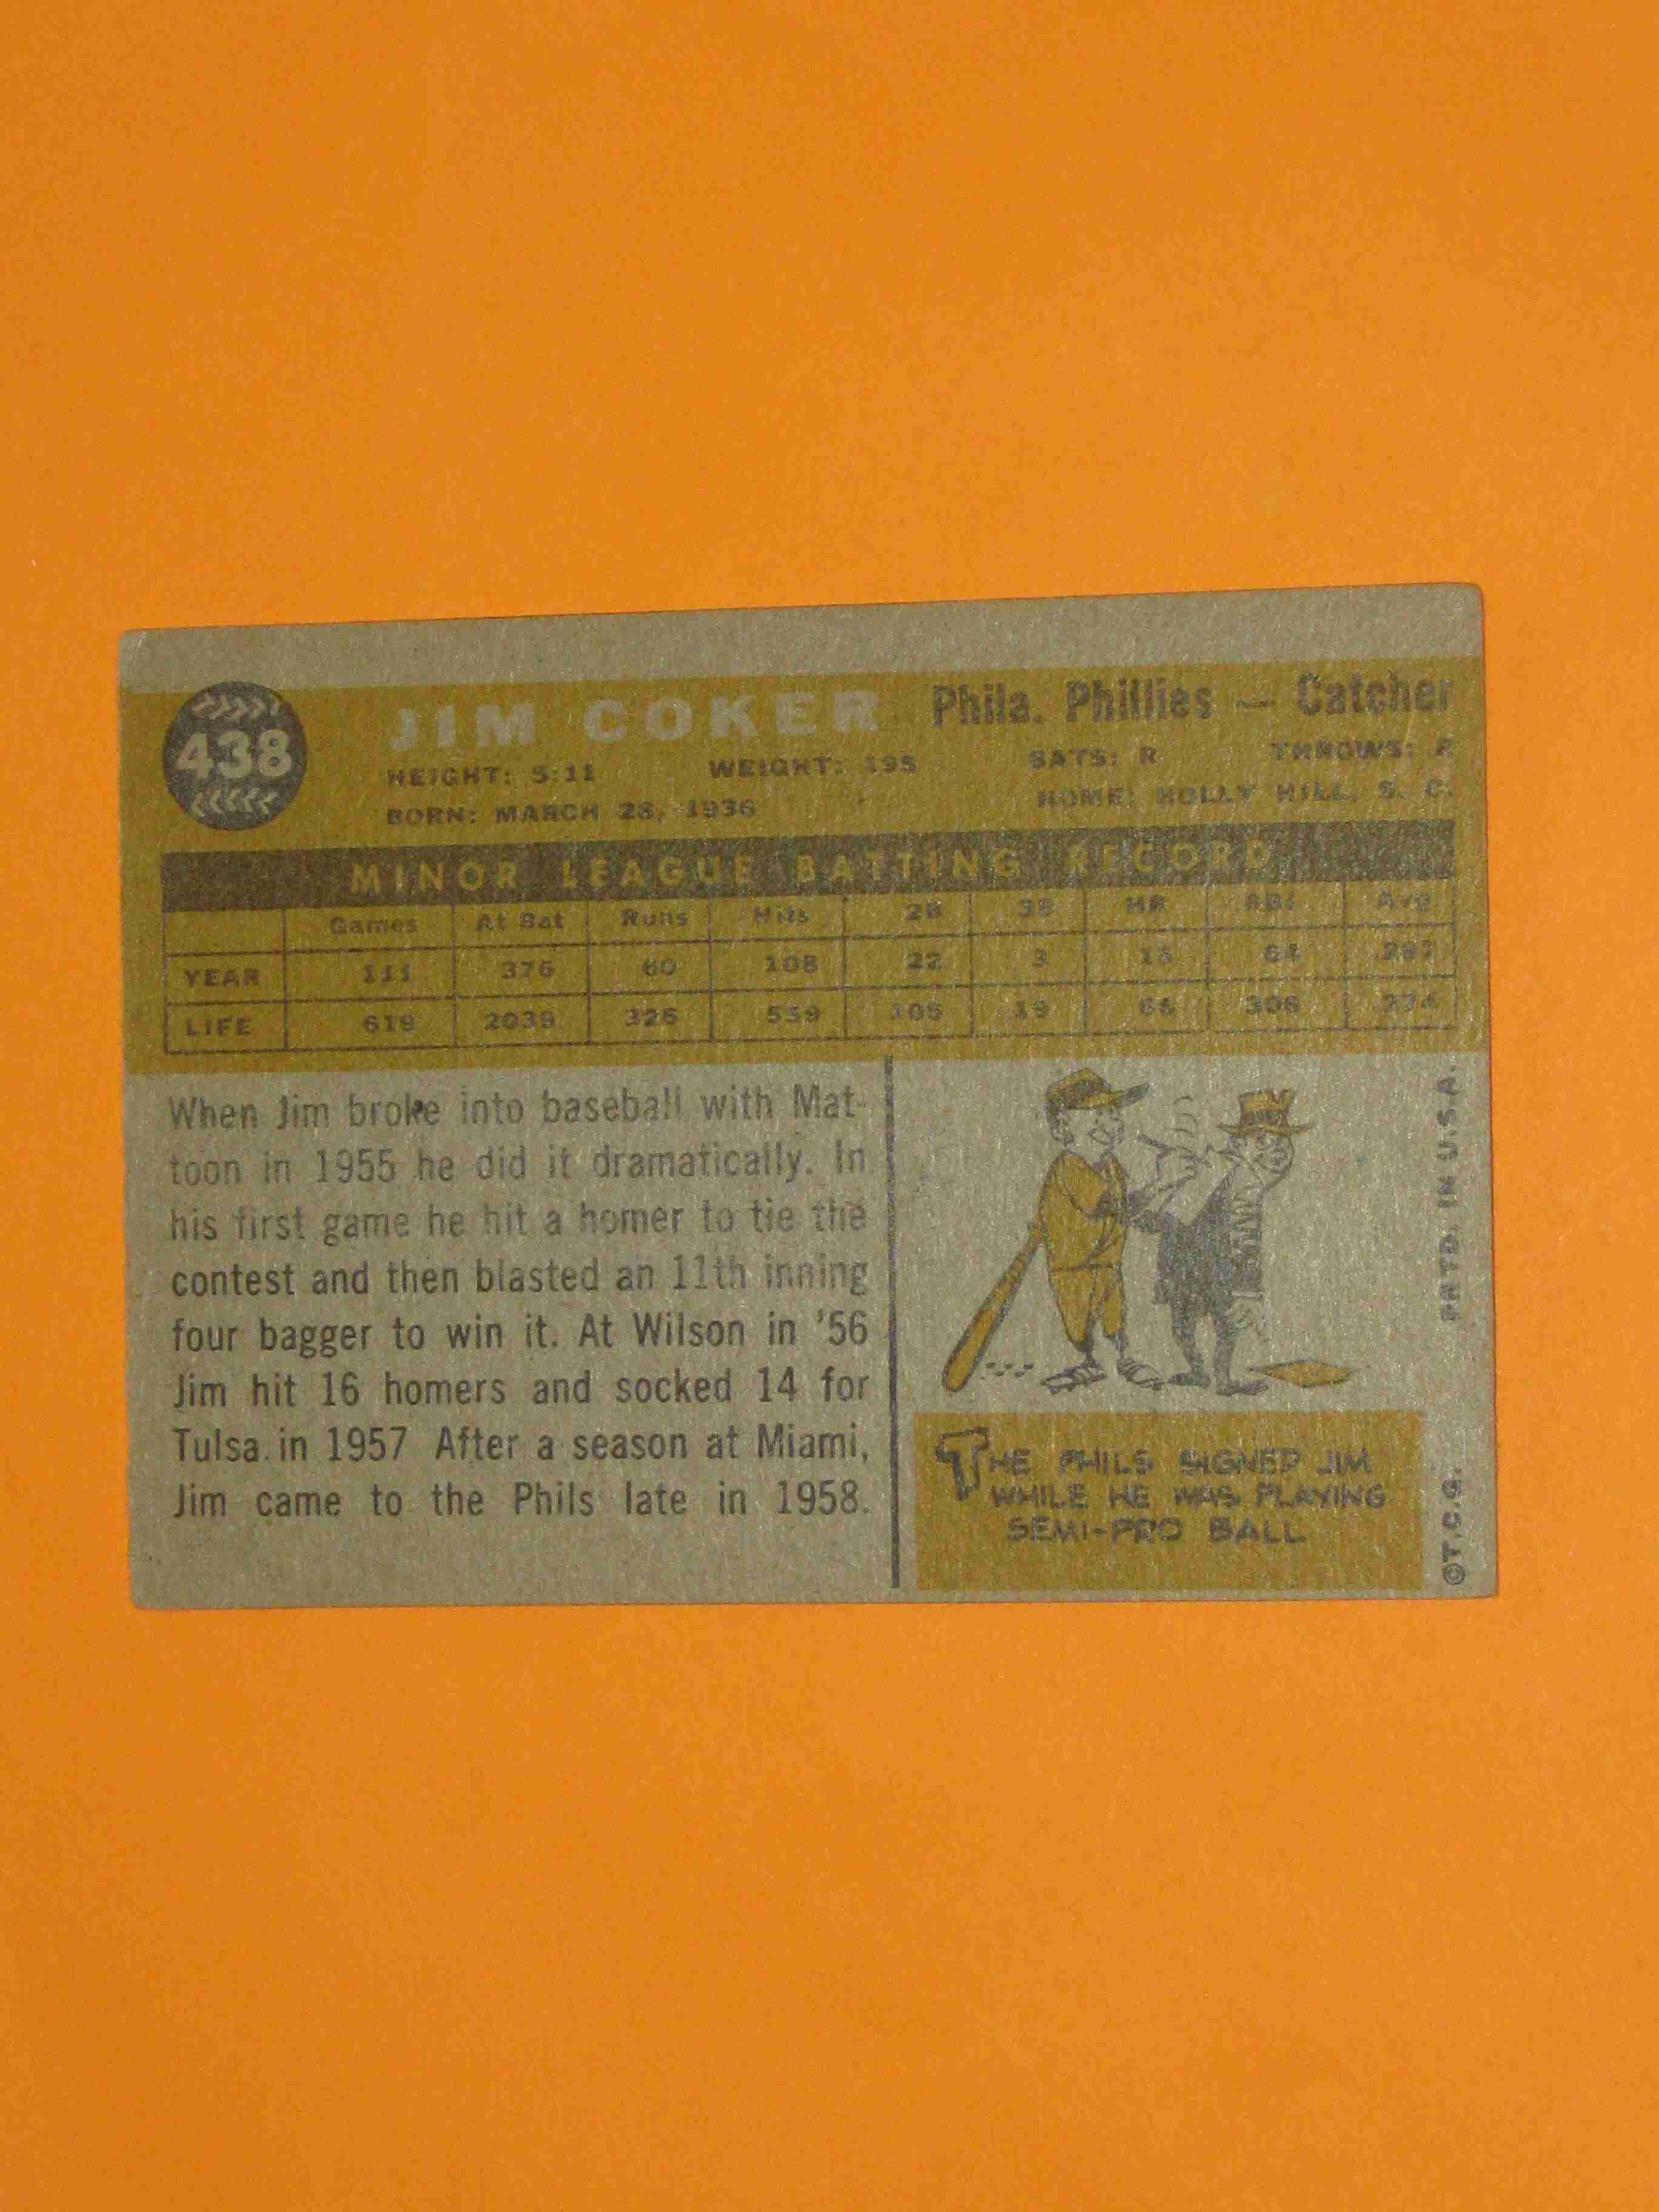 438
JIM COKER Phila. Phillies — Catcher
HEIGHT: 5:11 WEIGHT: 195 BATS: R THROWS: R
BORN: MARCH 28, 1936 HOME: HOLLY HILL, S. C.
MINOR LEAGUE BATTING RECORD
Games At Bat Runs Hits 2B 3B HR RBI Avg
YEAR 111 376 60 108 22 3 64
LIFE 619 2039 326 559 105 19 306
When Jim broke into baseball with Mat-
toon in 1955 he did it dramatically. In
his first game he hit a homer to tie the
contest and then blasted an 11th inning
four bagger to win it. At Wilson in '56
Jim hit 16 homers and socked 14 for
Tulsa in 1957 After a season at Miami,
Jim came to the Phils late in 1958.
THE PHILS SIGNED JIM
WHILE HE WAS PLAYING
SEMI-PRO BALL
©T.C.G. PRTD. IN U.S.A.